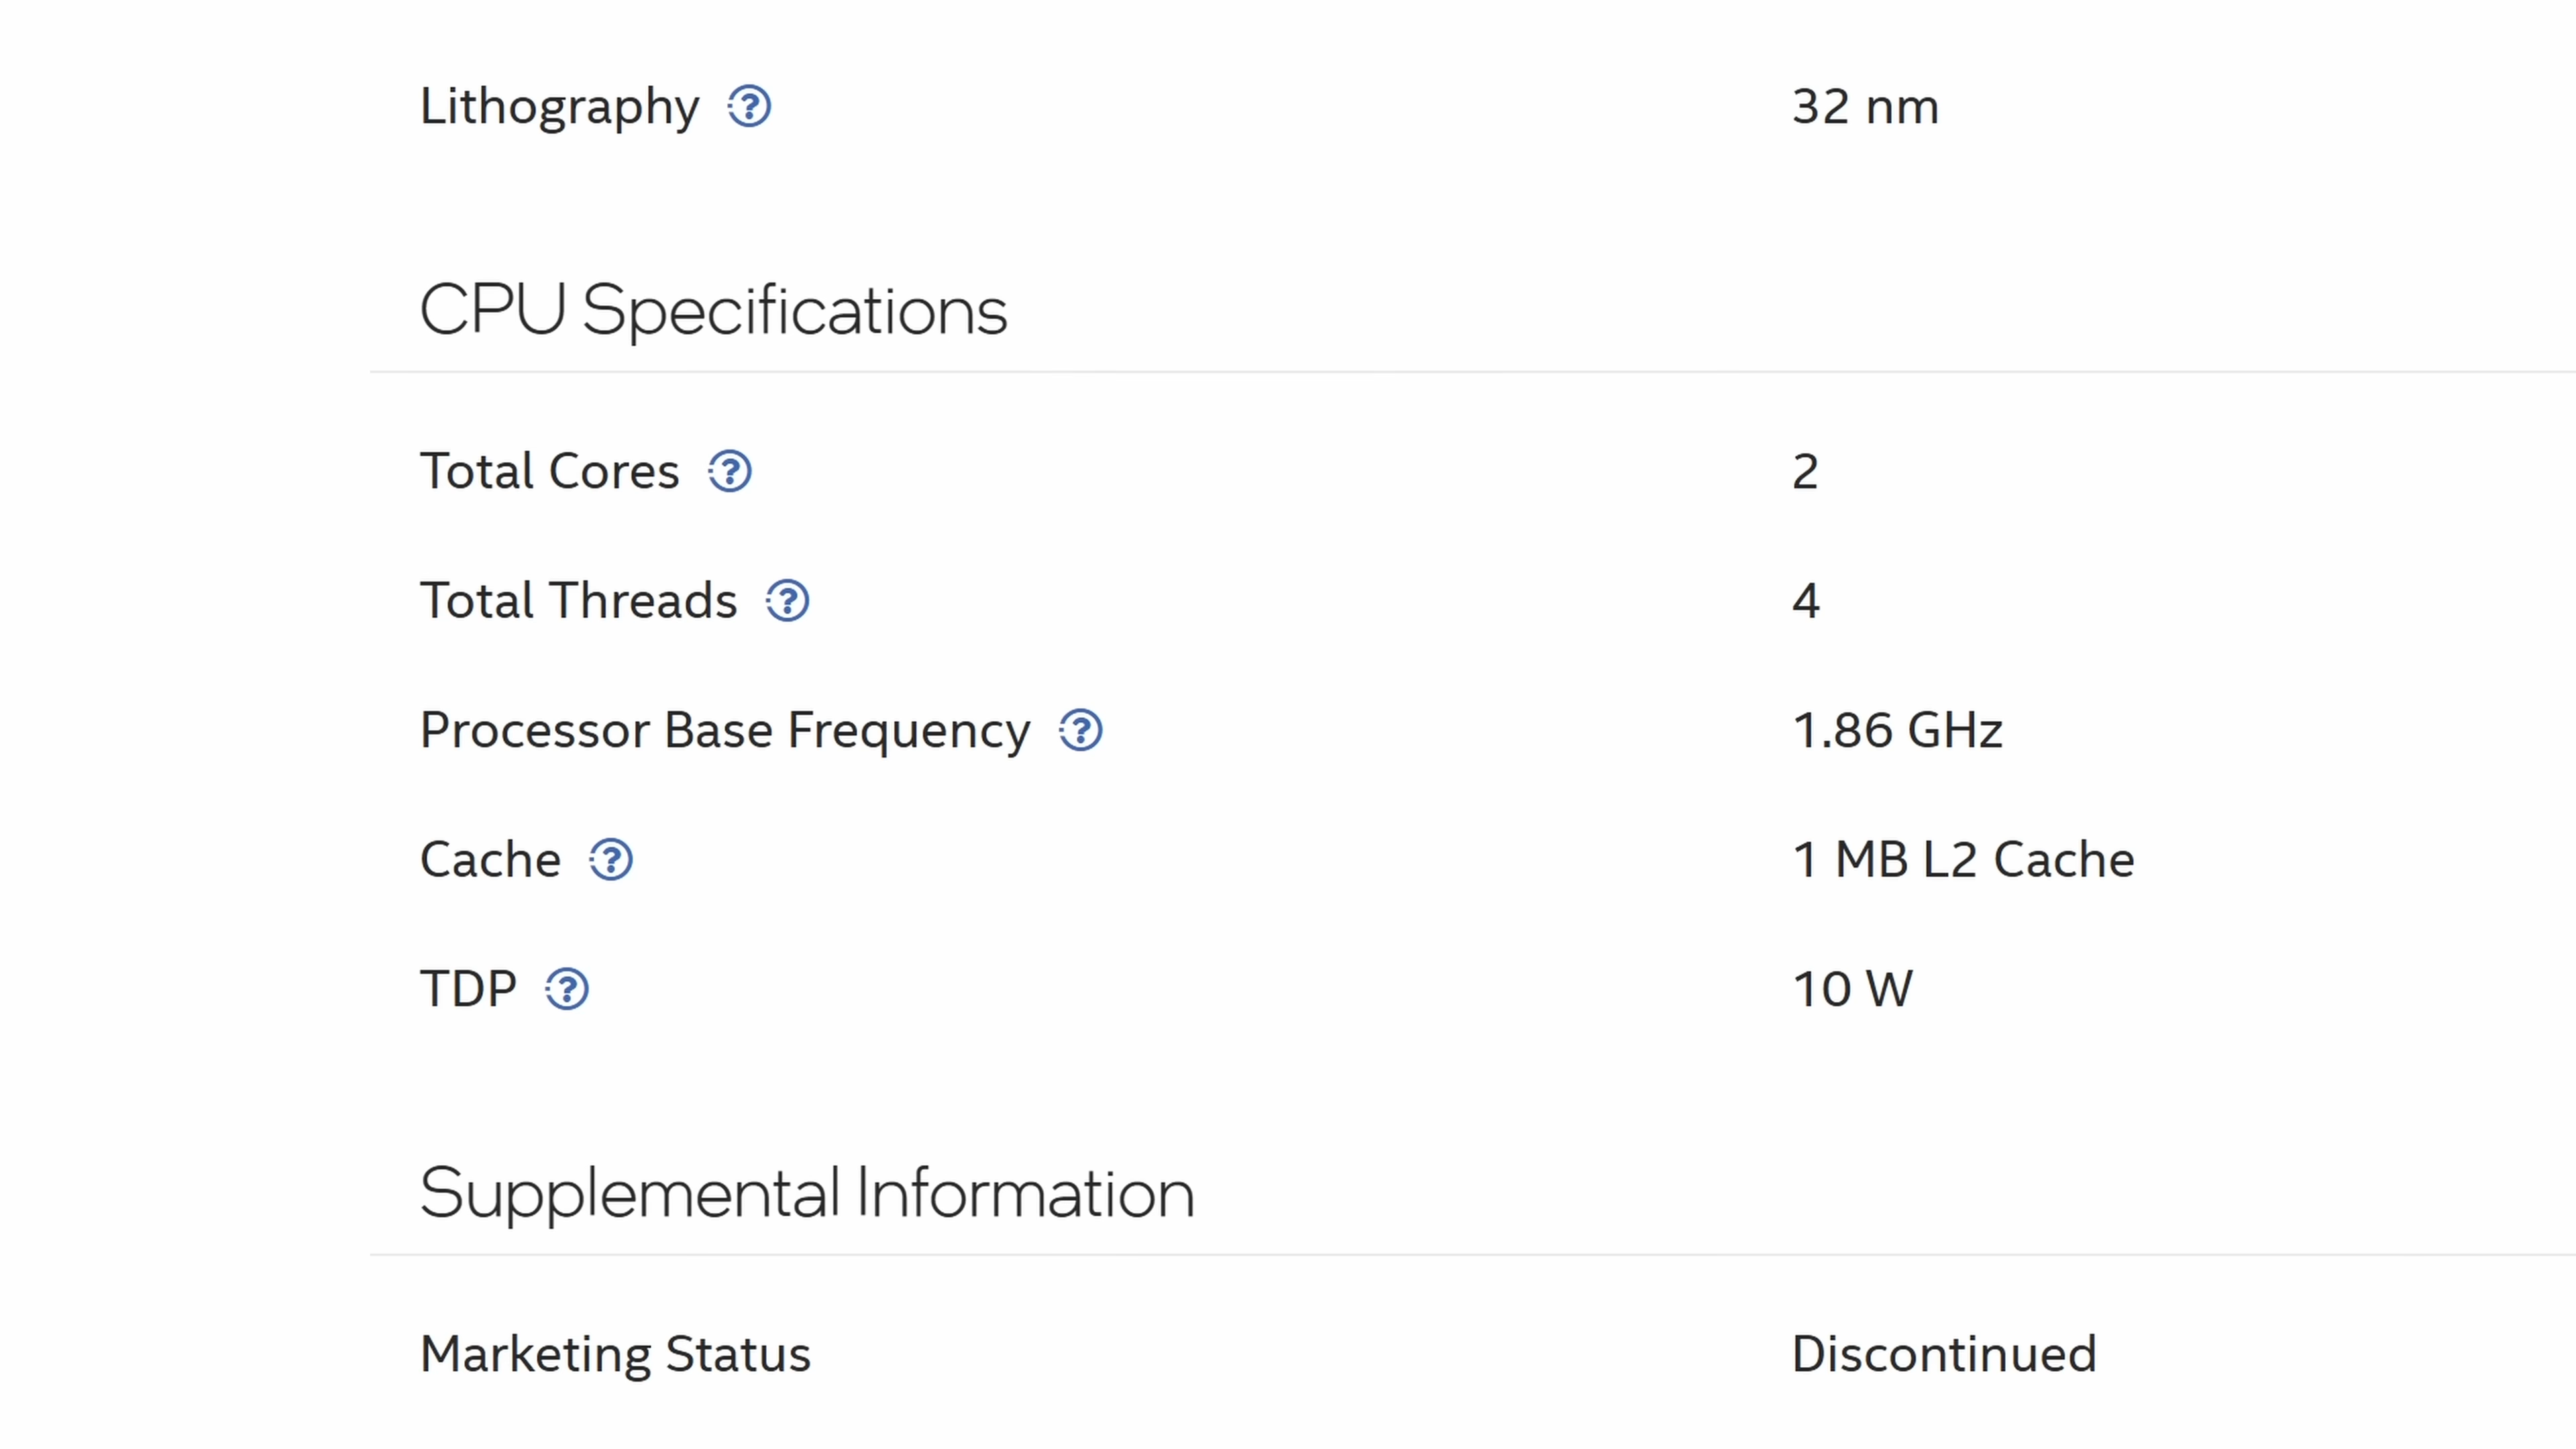 Lithography 32 nm
CPU Specifications
Total Cores 2
Total Threads 4
Processor Base Frequency 1.86 GHz
Cache 1 MB L2 Cache
TDP 10 W
Supplemental Information
Marketing Status Discontinued